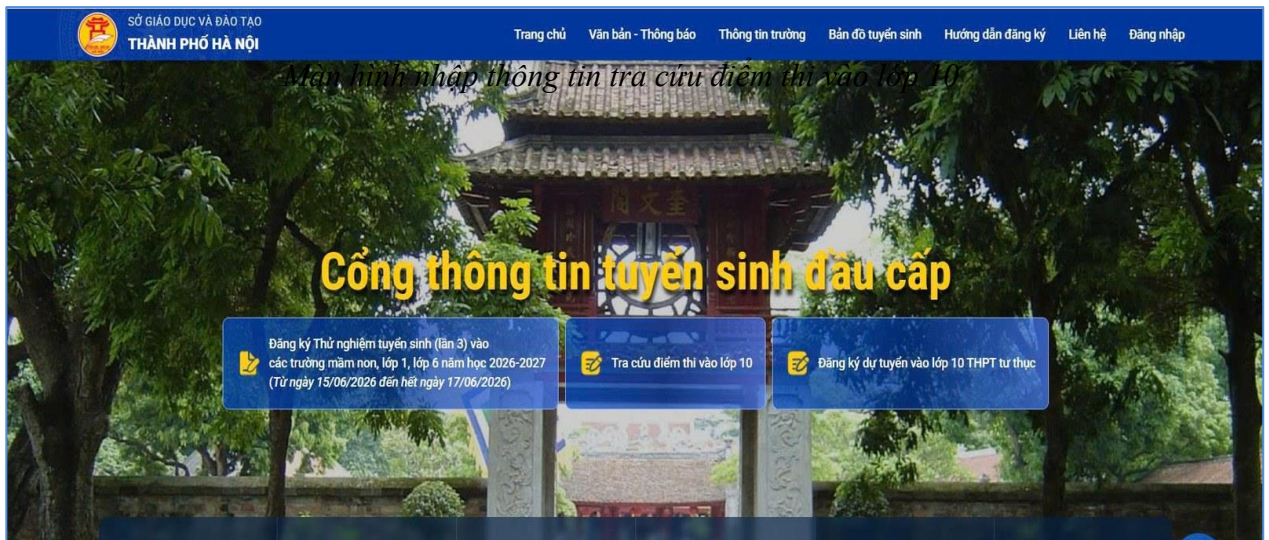 SỞ GIÁO DỤC VÀ ĐÀO TẠO
THÀNH PHỐ HÀ NỘI
Trang chủ Văn bản - Thông báo Thông tin trường Bản đồ tuyển sinh Hướng dẫn đăng ký Liên hệ Đăng nhập
Màn hình nhập thông tin tra cứu điểm thi vào lớp 10
奎文閣
Cổng thông tin tuyển sinh đầu cấp
Đăng ký Thử nghiệm tuyển sinh (lần 3) vào
các trường mầm non, lớp 1, lớp 6 năm học 2026-2027
(Từ ngày 15/06/2026 đến hết ngày 17/06/2026)
Tra cứu điểm thi vào lớp 10
Đăng ký dự tuyển vào lớp 10 THPT tư thục